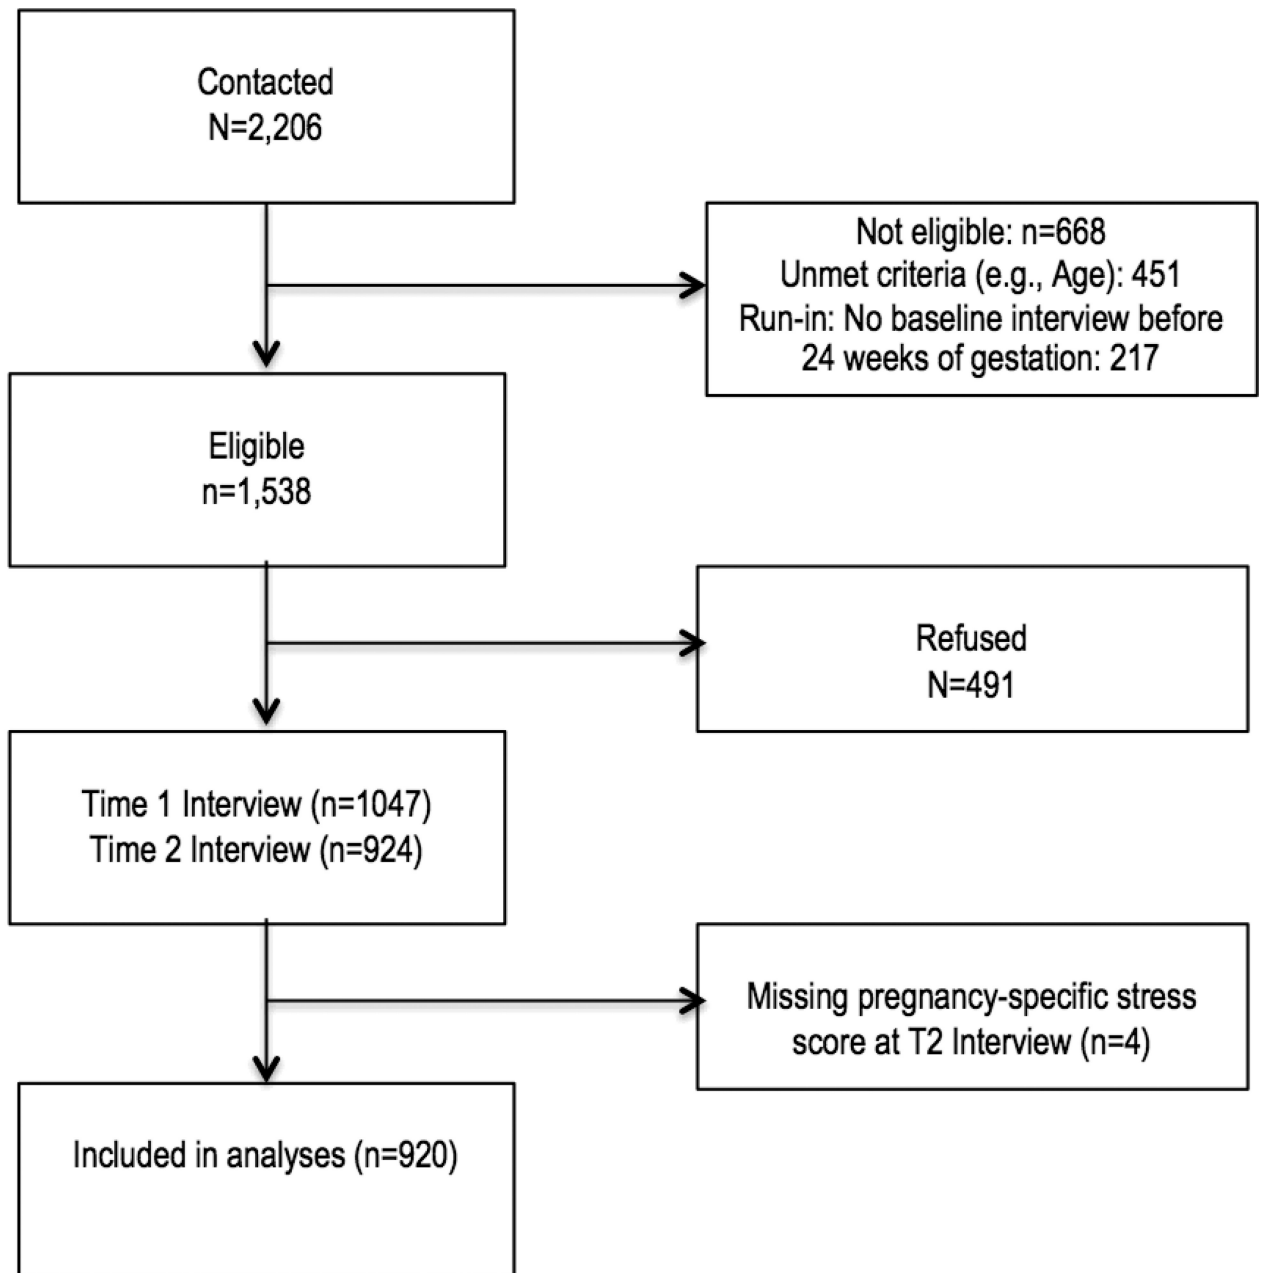 Contacted
N=2,206
Not eligible: n=668
Unmet criteria (e.g., Age): 451
Run-in: No baseline interview before
24 weeks of gestation: 217
Eligible
n=1,538
Refused
N=491
Time 1 Interview (n=1047)
Time 2 Interview (n=924)
Missing pregnancy-specific stress
score at T2 Interview (n=4)
Included in analyses (n=920)